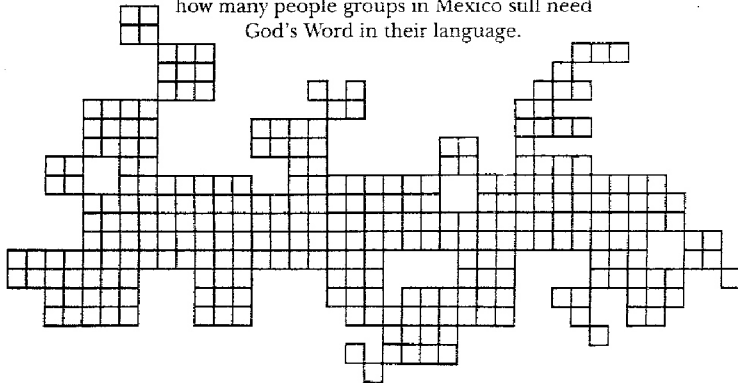 how many people groups in Mexico still need
God's Word in their language.